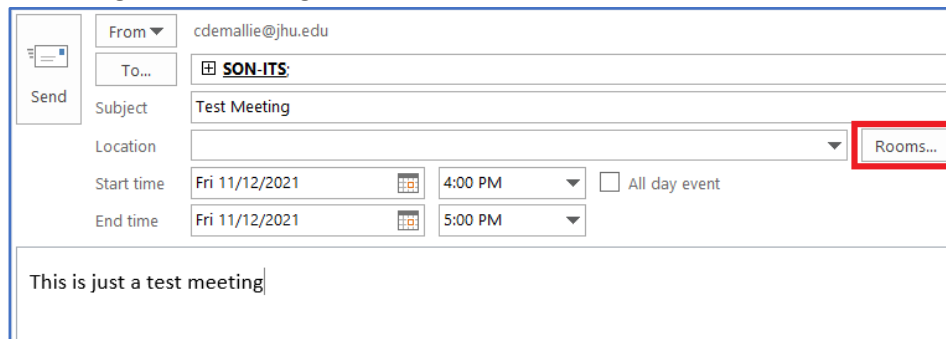 From cdemallie@jhu.edu
To... SON-ITS;
Send
Subject Test Meeting
Location Rooms...
Start time Fri 11/12/2021 4:00 PM All day event
End time Fri 11/12/2021 5:00 PM
This is just a test meeting